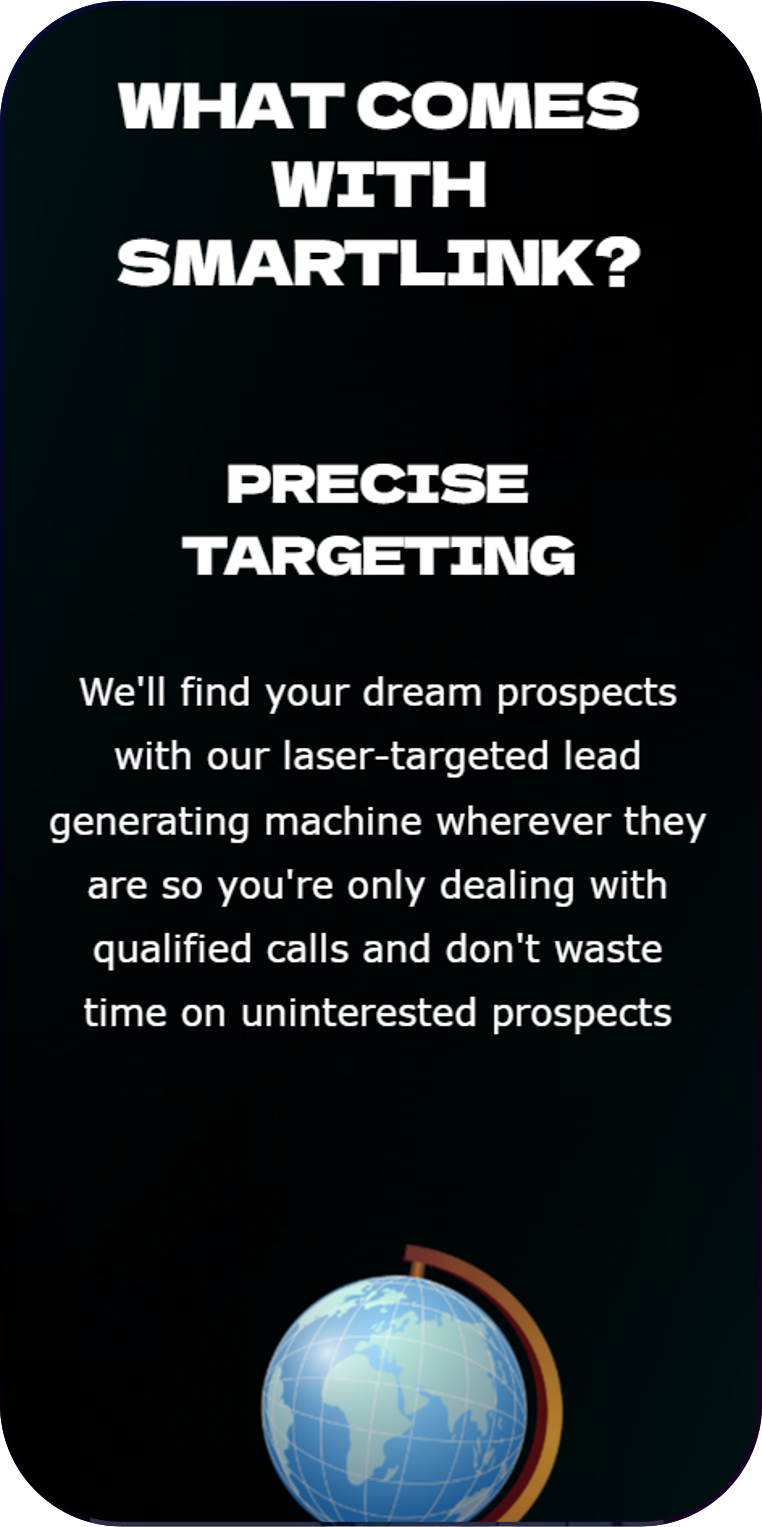 WHAT COMES
WITH
SMARTLINK?
PRECISE
TARGETING
We'll find your dream prospects
with our laser-targeted lead
generating machine wherever they
are so you're only dealing with
qualified calls and don't waste
time on uninterested prospects